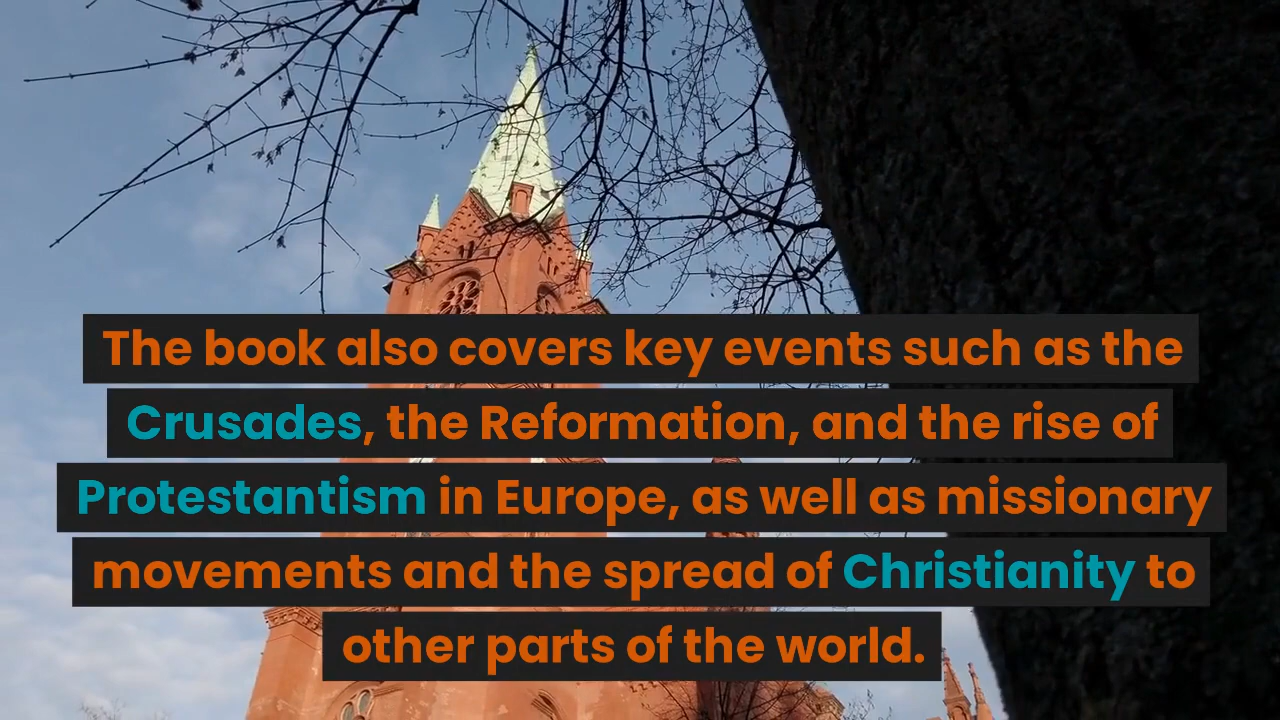 The book also covers key events such as the
Crusades, the Reformation, and the rise of
Protestantism in Europe, as well as missionary
movements and the spread of Christianity to
other parts of the world.